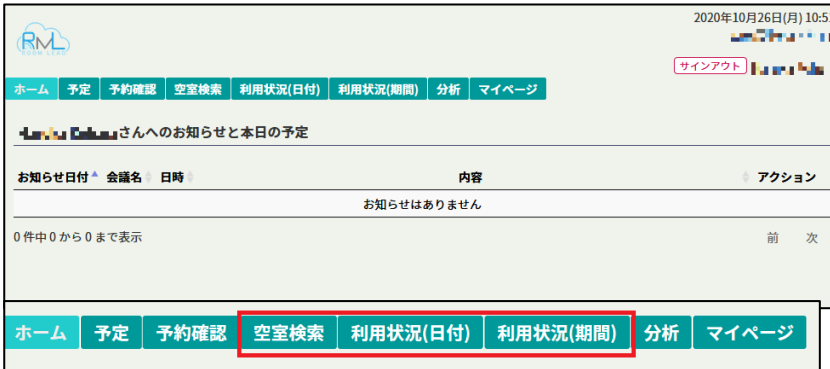 2020年10月26日(月) 10:5
RML
ROOM LEAD
サインアウト
ホーム 予定 予約確認 空室検索 利用状況(日付) 利用状況(期間) 分析 マイページ
さんへのお知らせと本日の予定
お知らせ日付 会議名 日時 内容 アクション
お知らせはありません
0 件中 0 から 0 まで表示 前 次
ホーム 予定 予約確認 空室検索 利用状況(日付) 利用状況(期間) 分析 マイページ